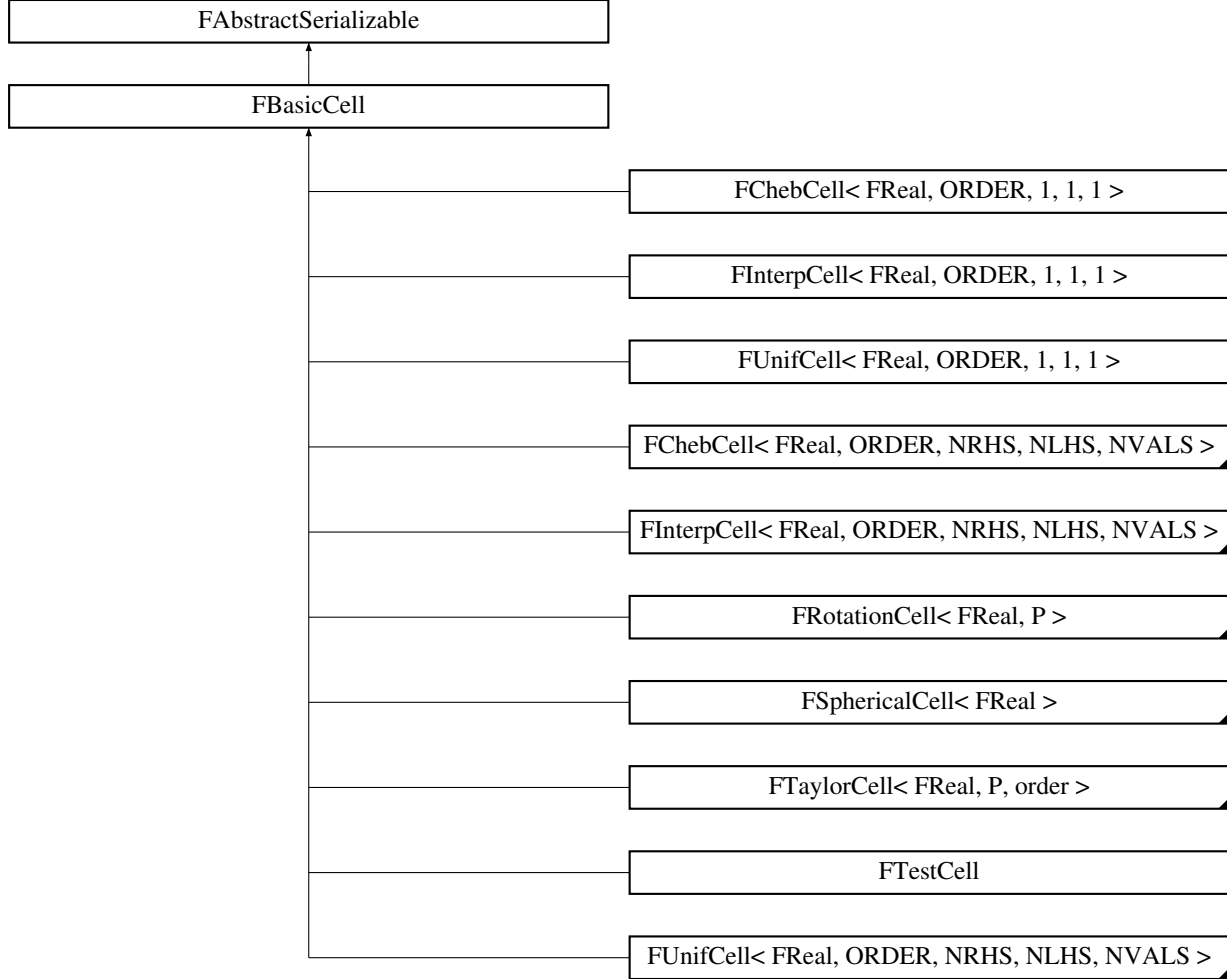 FAbstractSerializable
FBasicCell
FChebCell< FReal, ORDER, 1, 1, 1 >
FInterpCell< FReal, ORDER, 1, 1, 1 >
FUnifCell< FReal, ORDER, 1, 1, 1 >
FChebCell< FReal, ORDER, NRHS, NLHS, NVALS >
FInterpCell< FReal, ORDER, NRHS, NLHS, NVALS >
FRotationCell< FReal, P >
FSphericalCell< FReal >
FTaylorCell< FReal, P, order >
FTestCell
FUnifCell< FReal, ORDER, NRHS, NLHS, NVALS >